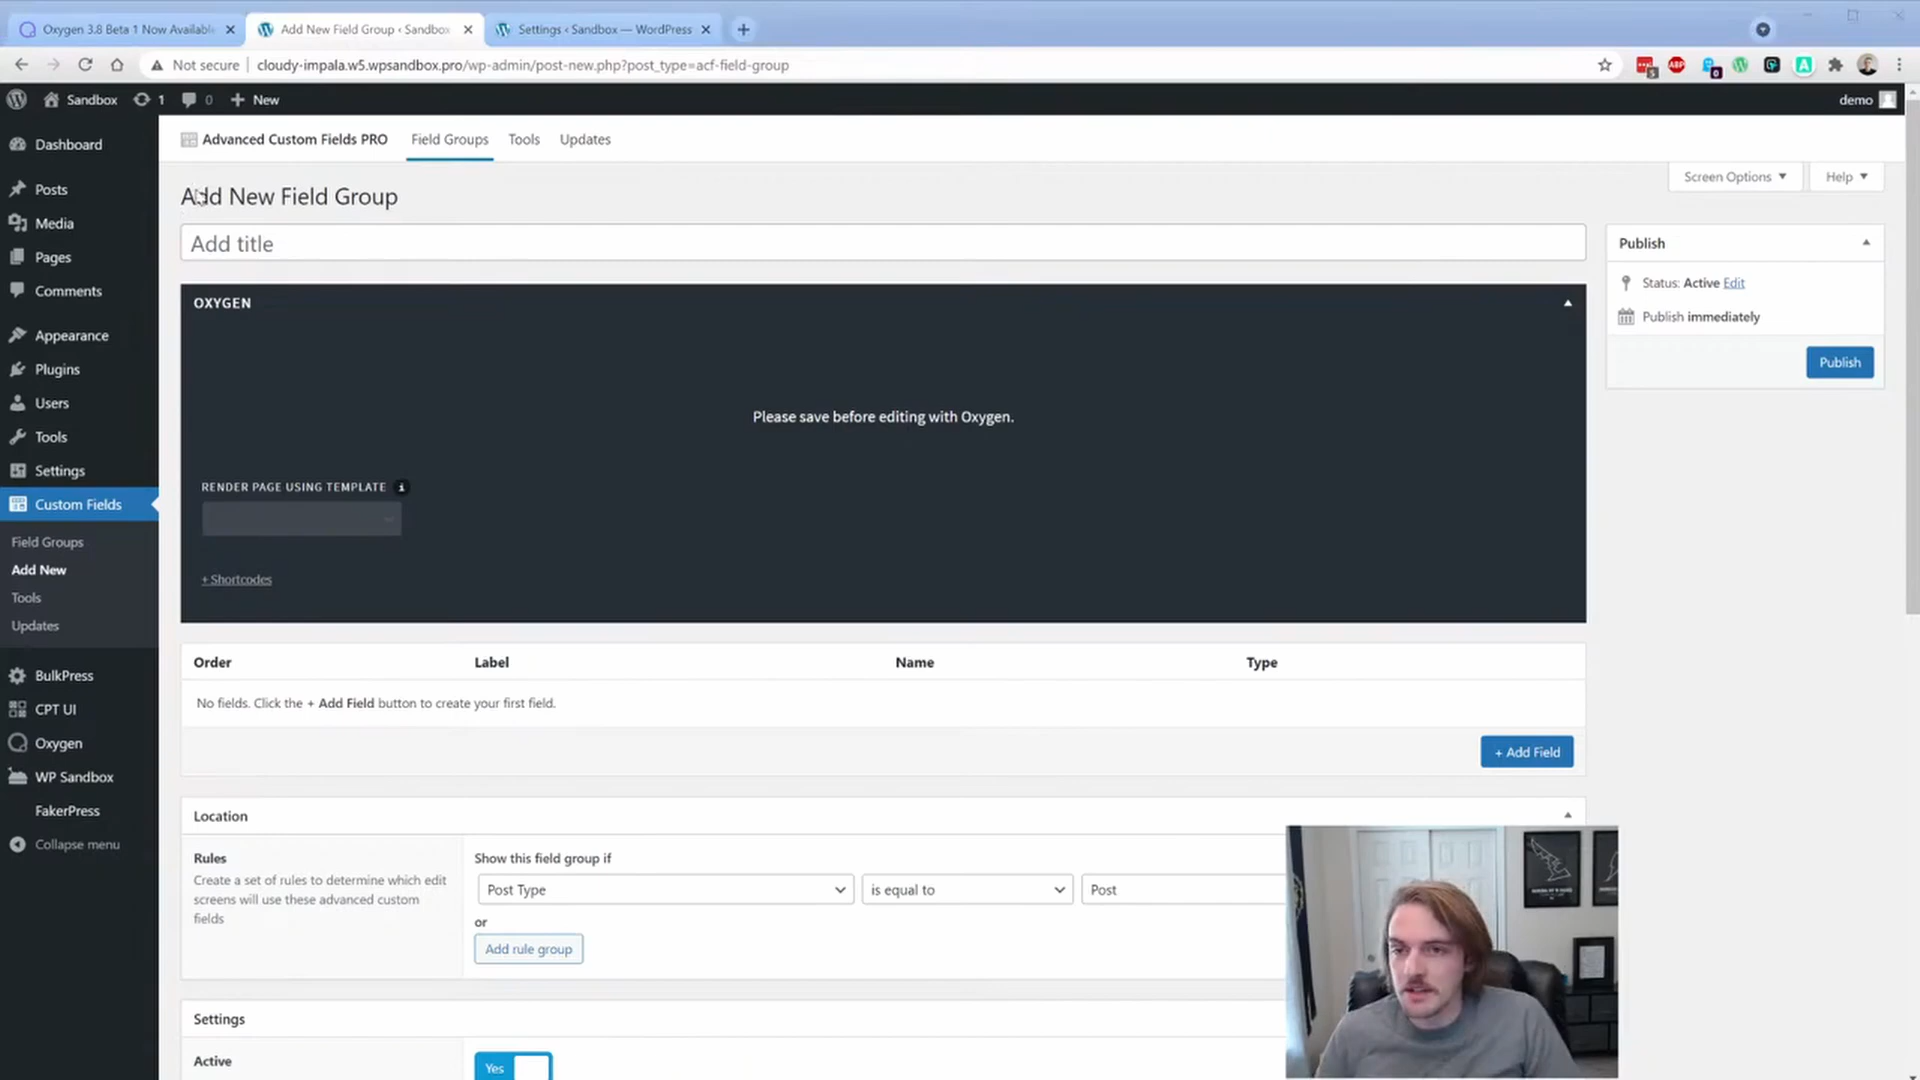 Oxygen 3.8 Beta 1 Now Availabl
Add New Field Group ‹ Sandbox
Settings ‹ Sandbox — WordPress
Not secure
cloudy-impala.w5.wpsandbox.pro/wp-admin/post-new.php?post_type=acf-field-group
Sandbox
1
0
New
demo
Dashboard
Posts
Media
Pages
Comments
Appearance
Plugins
Users
Tools
Settings
Custom Fields
Field Groups
Add New
Tools
Updates
BulkPress
CPT UI
Oxygen
WP Sandbox
FakerPress
Collapse menu
Advanced Custom Fields PRO
Field Groups
Tools
Updates
Screen Options
Help
Add New Field Group
Add title
OXYGEN
Please save before editing with Oxygen.
RENDER PAGE USING TEMPLATE
+ Shortcodes
Publish
Status: Active Edit
Publish immediately
Publish
Order
Label
Name
Type
No fields. Click the + Add Field button to create your first field.
+ Add Field
Location
Rules
Create a set of rules to determine which edit
screens will use these advanced custom
fields
Show this field group if
Post Type
is equal to
Post
or
Add rule group
Settings
Active
Yes